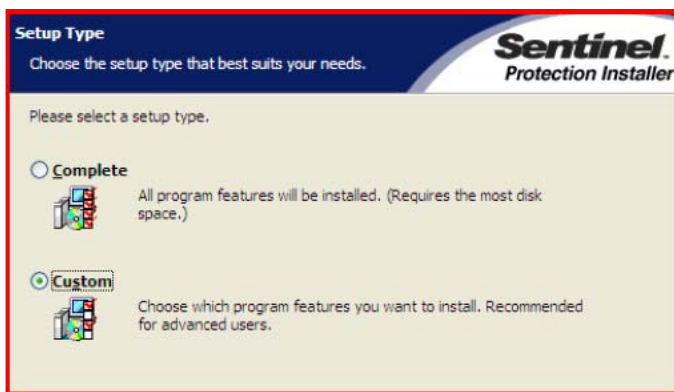 Setup Type
Choose the setup type that best suits your needs.
Sentinel.
Protection Installer
Please select a setup type.
Complete
All program features will be installed. (Requires the most disk
space.)
Custom
Choose which program features you want to install. Recommended
for advanced users.